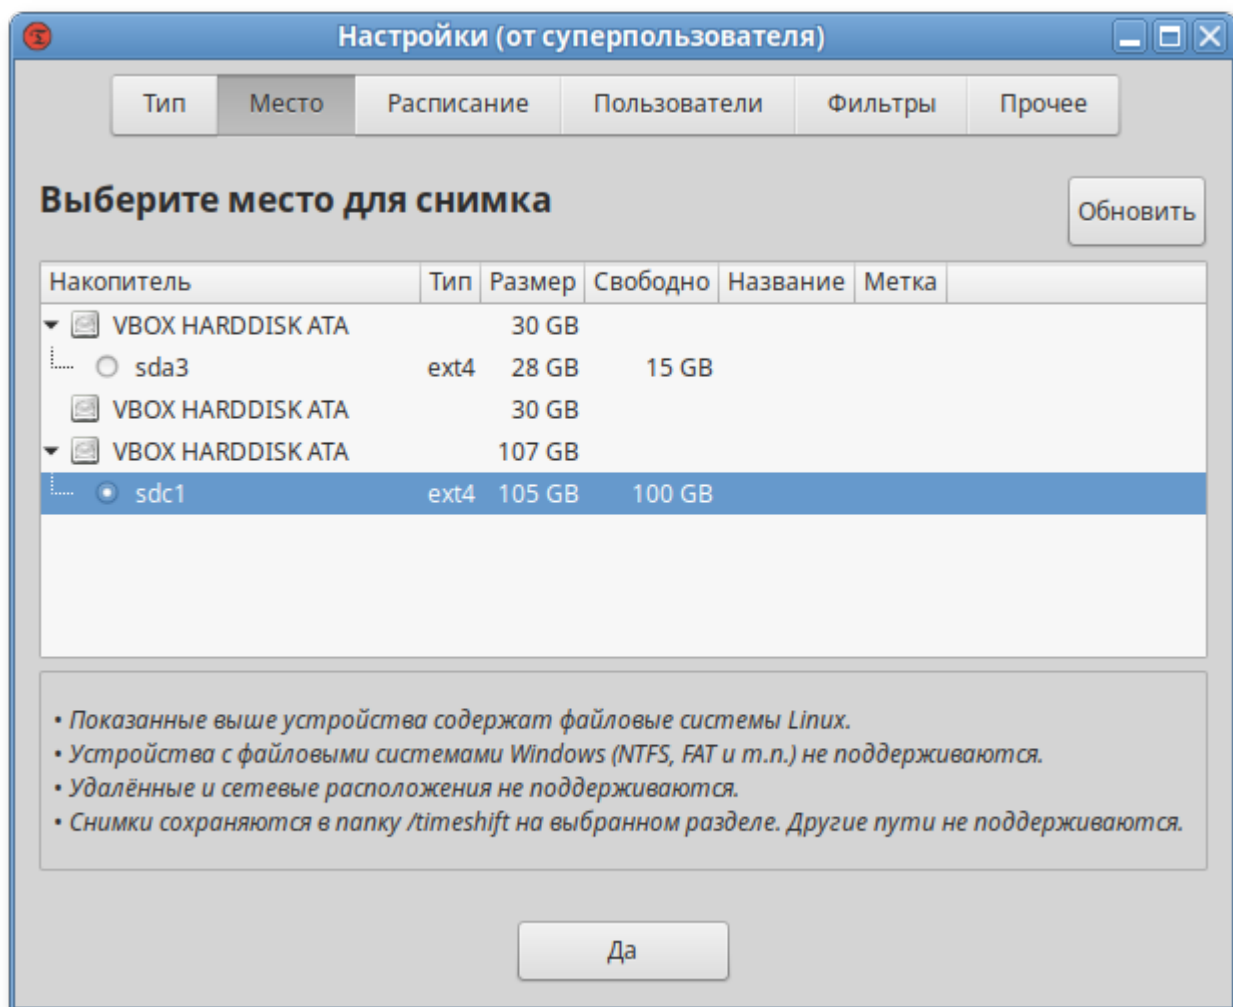 Настройки (от суперпользователя)
Тип Место Расписание Пользователи Фильтры Прочее
Выберите место для снимка
Обновить
Накопитель Тип Размер Свободно Название Метка
VBOX HARDDISK ATA 30 GB
sda3 ext4 28 GB 15 GB
VBOX HARDDISK ATA 30 GB
VBOX HARDDISK ATA 107 GB
sdc1 ext4 105 GB 100 GB
• Показанные выше устройства содержат файловые системы Linux.
• Устройства с файловыми системами Windows (NTFS, FAT и т.п.) не поддерживаются.
• Удалённые и сетевые расположения не поддерживаются.
• Снимки сохраняются в папку /timeshift на выбранном разделе. Другие пути не поддерживаются.
Да